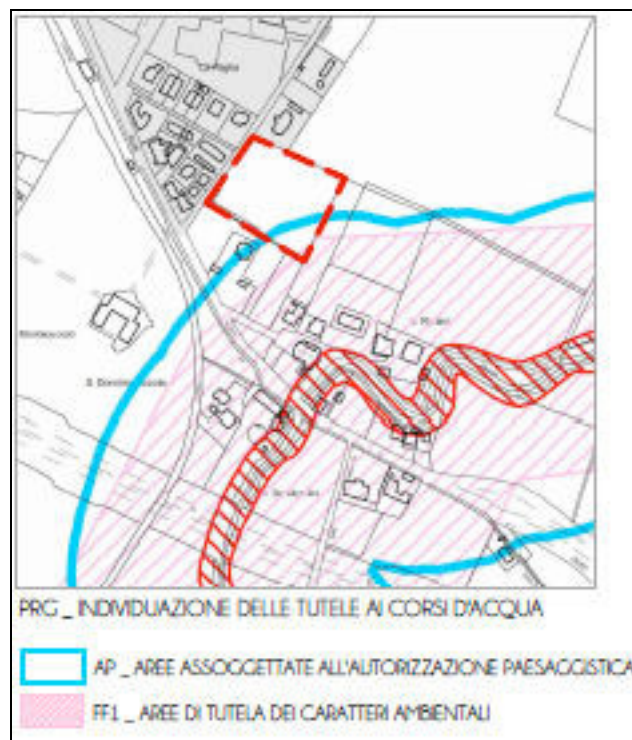 PRG _ INDIVIDUAZIONE DELLE TUTELE AI CORSI D'ACQUA
AP _ AREE ASSOGGETTATE ALL'AUTORIZZAZIONE PAESAGGISTICA
FF1 _ AREE DI TUTELA DEI CARATTERI AMBIENTALI